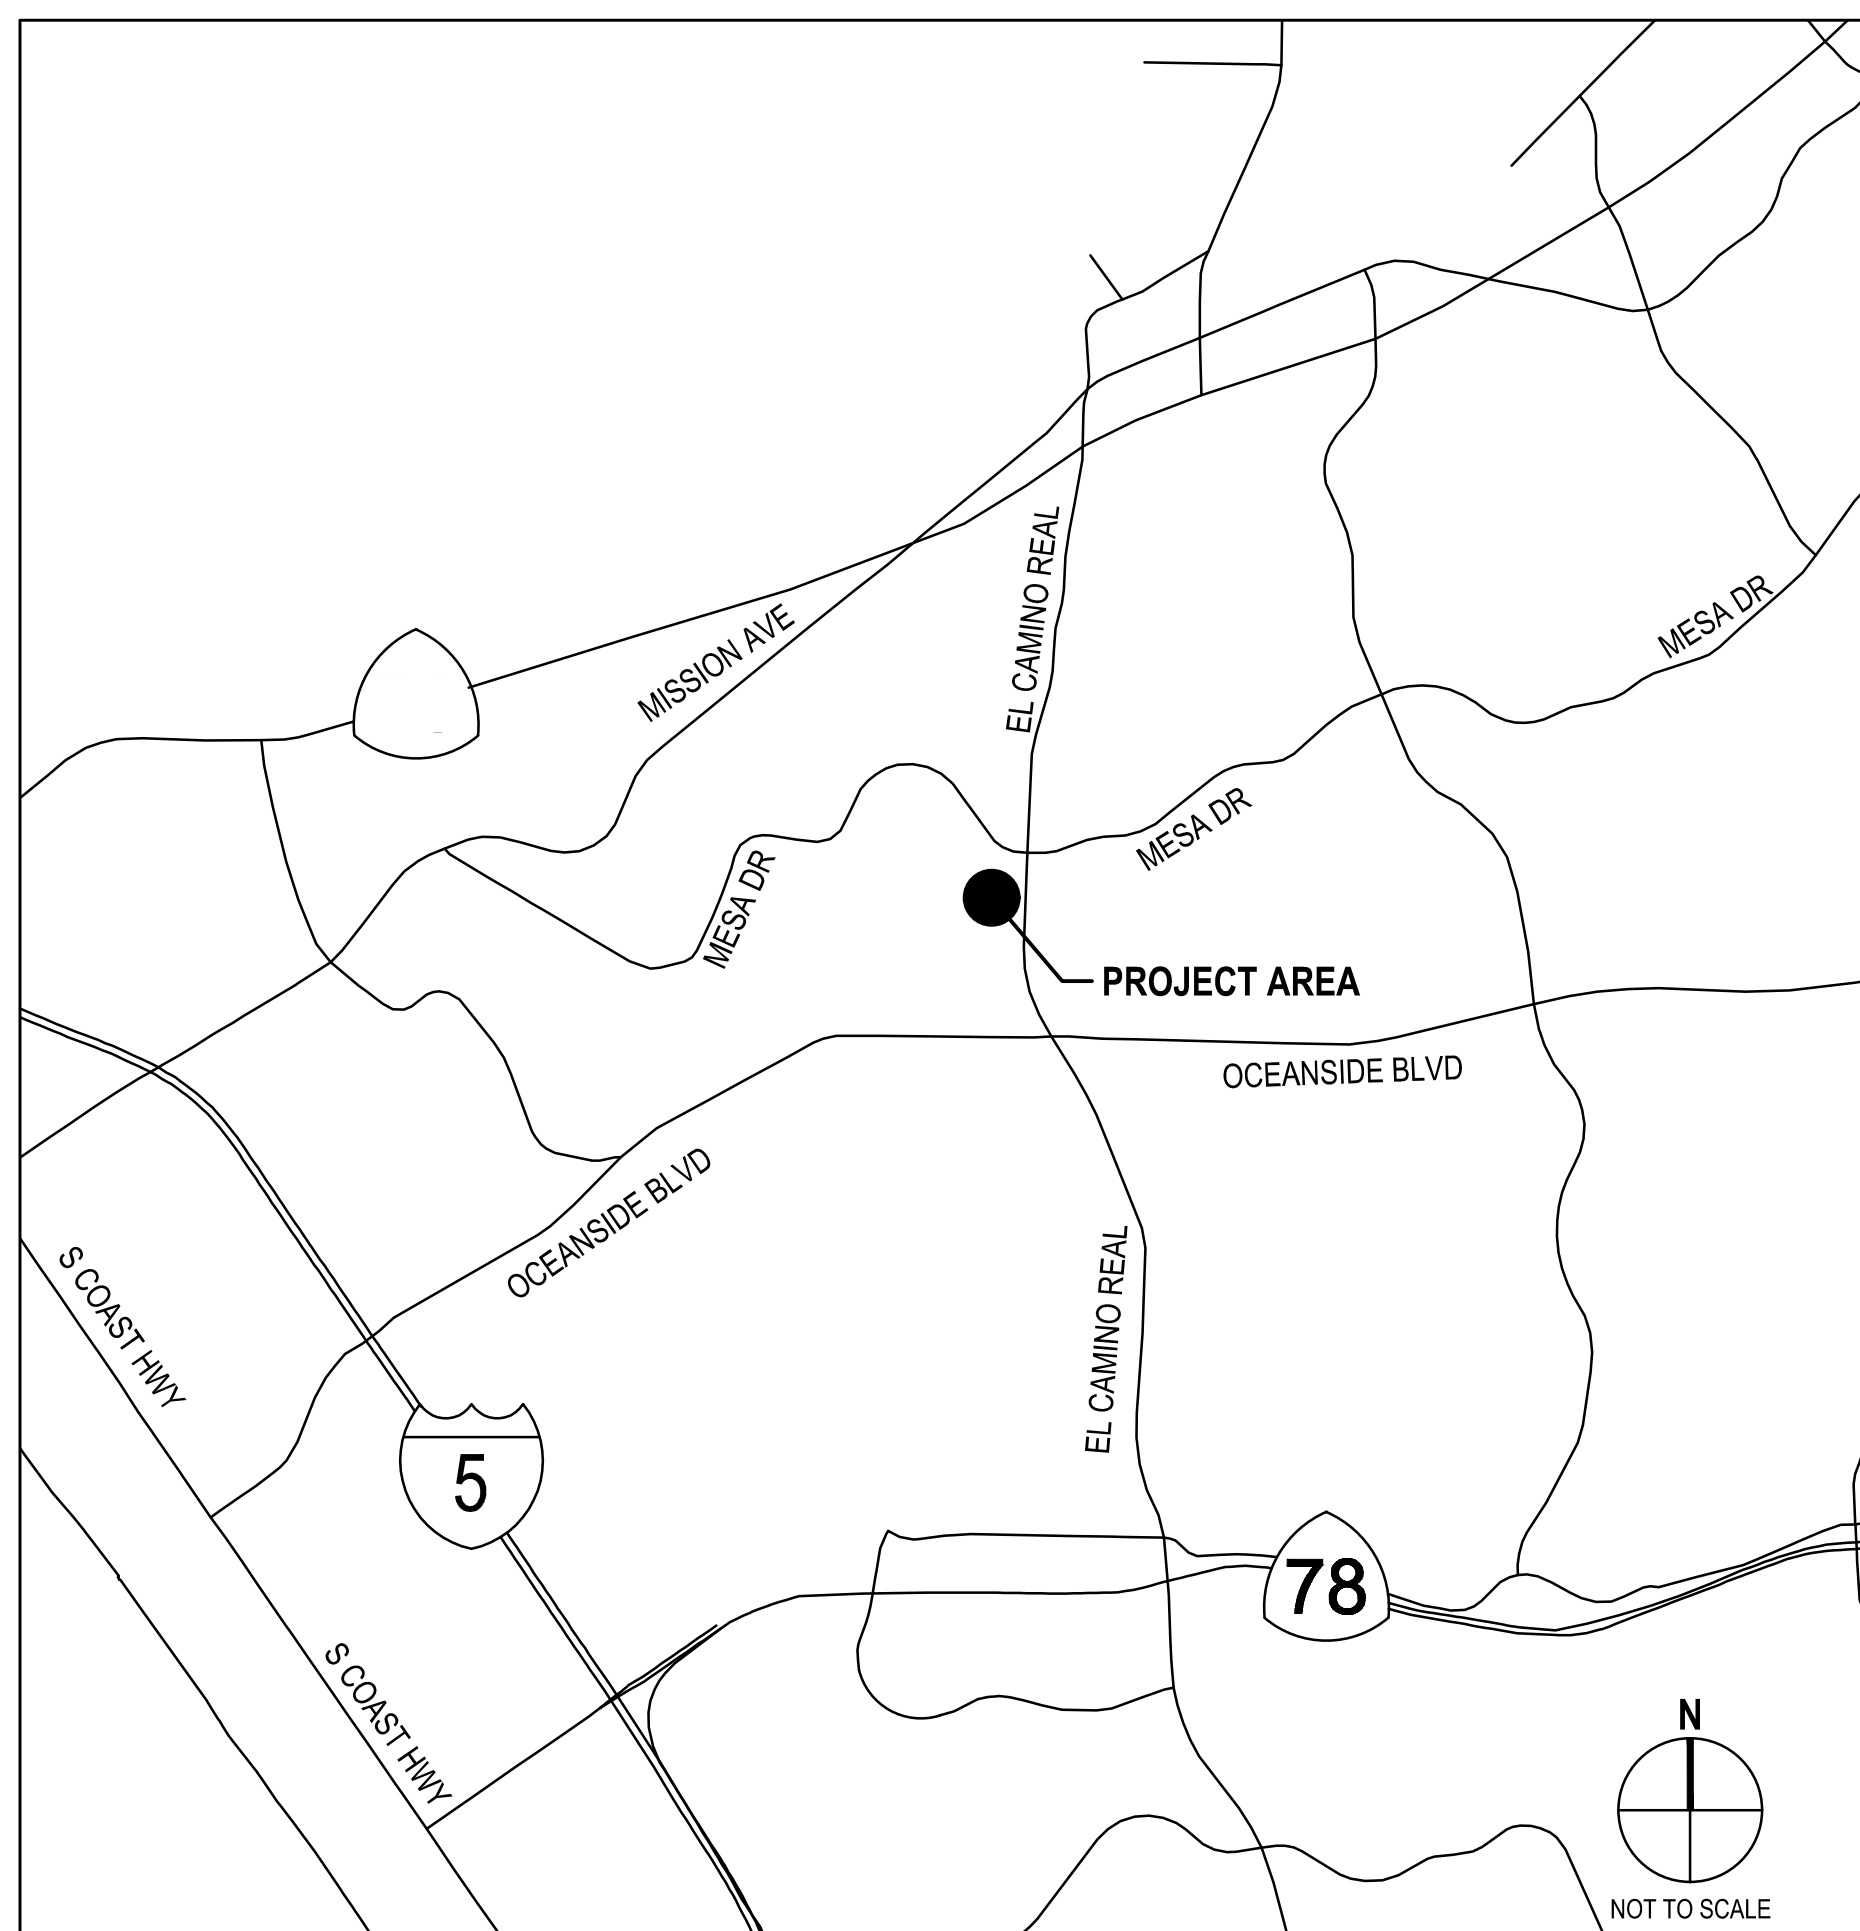 EL CAMINO REAL
MESA DR
MISSION AVE
MESA DR
MESA DR
PROJECT AREA
OCEANSIDE BLVD
OCEANSIDE BLVD
S COAST HWY
EL CAMINO REAL
5
78
S COAST HWY
N
NOT TO SCALE